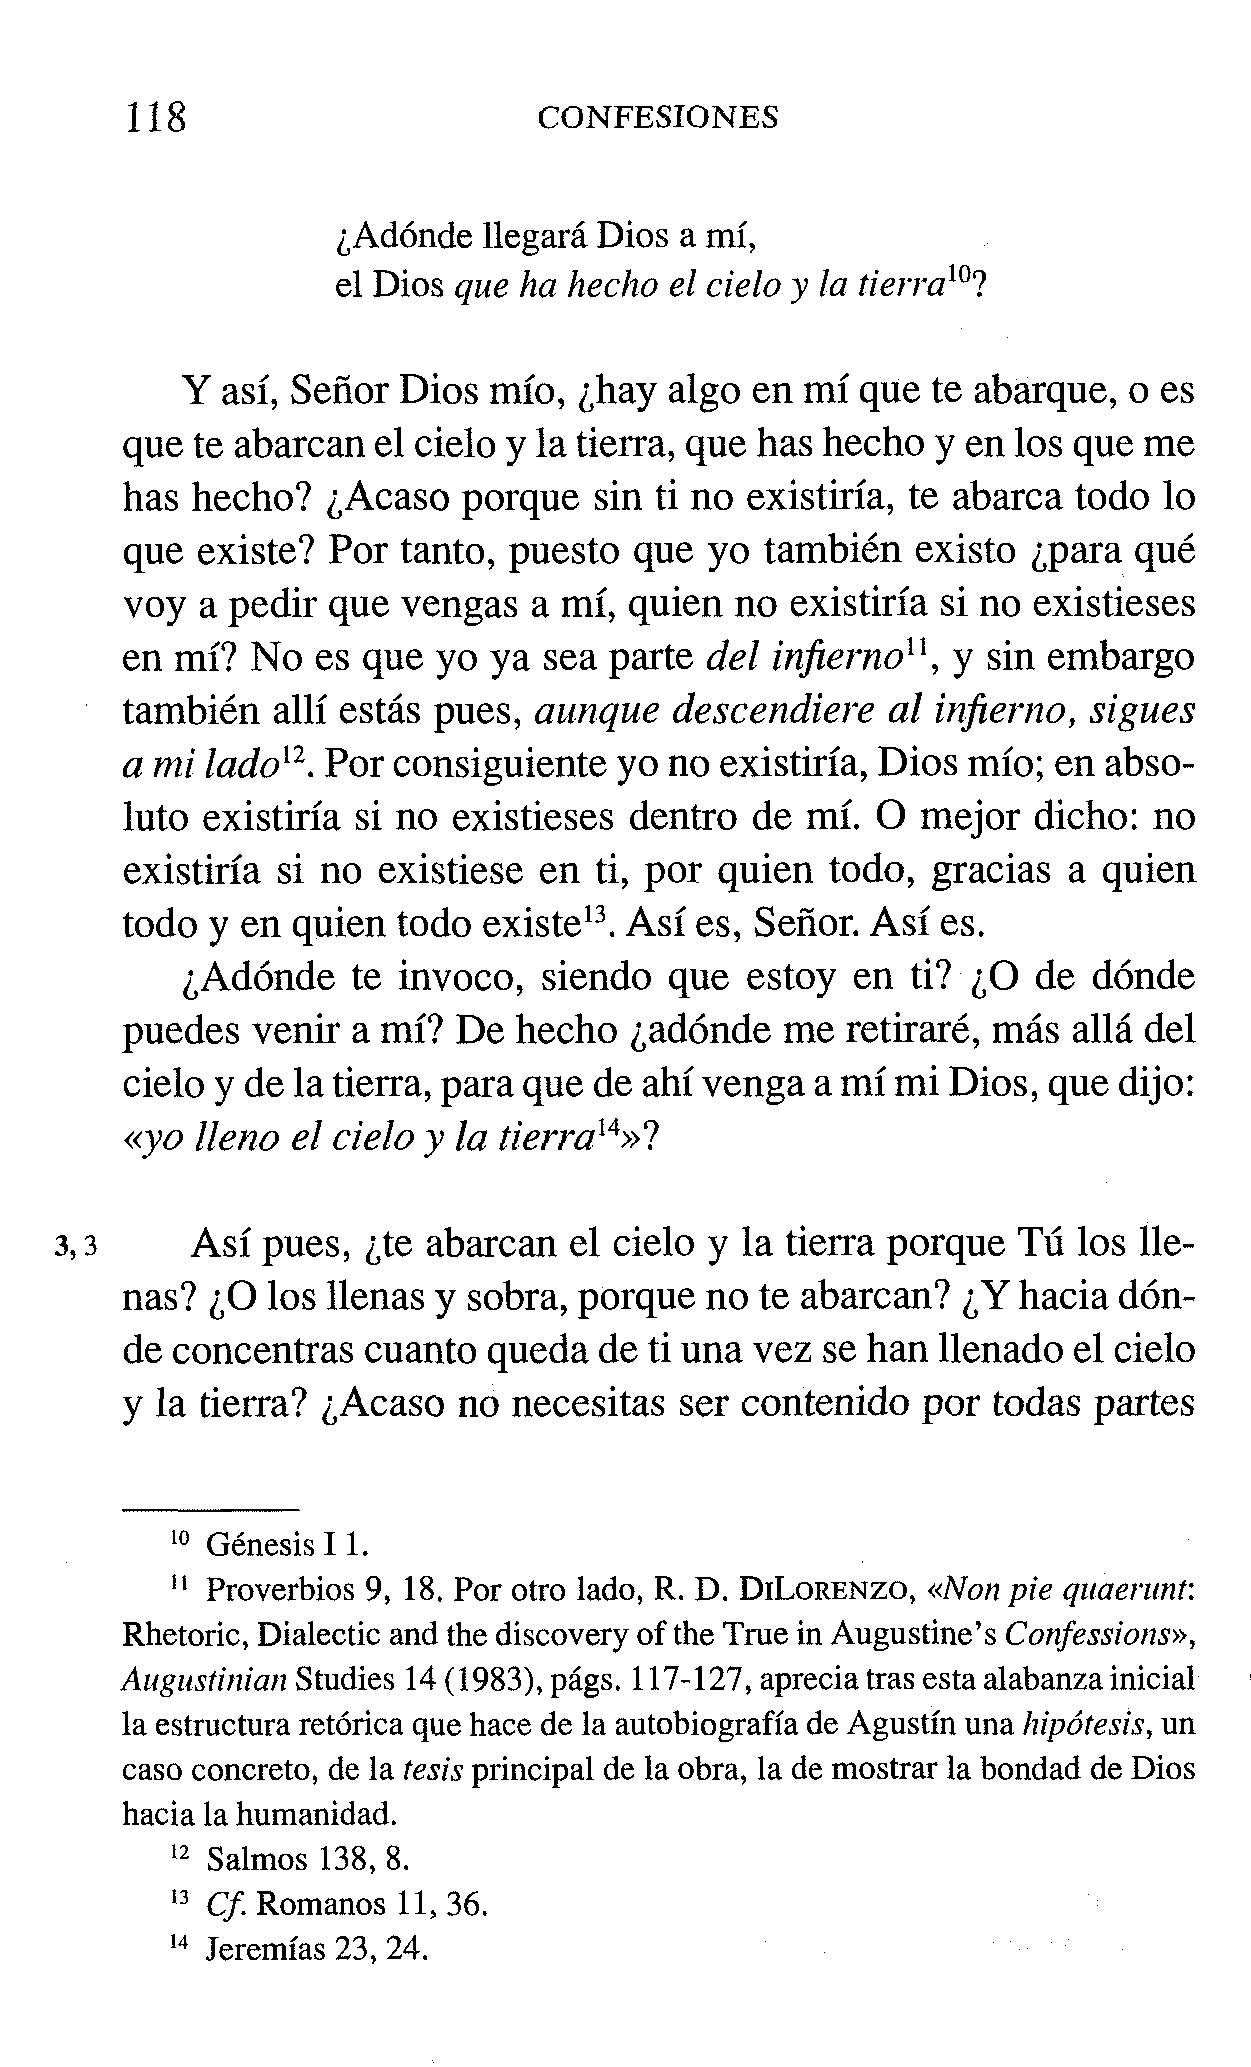 118 CONFESIONES
¿Adónde llegará Dios a mí,
el Dios que ha hecho el cielo y la tierra¹⁰?
Y así, Señor Dios mío, ¿hay algo en mí que te abarque, o es
que te abarcan el cielo y la tierra, que has hecho y en los que me
has hecho? ¿Acaso porque sin ti no existiría, te abarca todo lo
que existe? Por tanto, puesto que yo también existo ¿para qué
voy a pedir que vengas a mí, quien no existiría si no existieses
en mí? No es que yo ya sea parte del infierno¹¹, y sin embargo
también allí estás pues, aunque descendiere al infierno, sigues
a mi lado¹². Por consiguiente yo no existiría, Dios mío; en abso-
luto existiría si no existieses dentro de mí. O mejor dicho: no
existiría si no existiese en ti, por quien todo, gracias a quien
todo y en quien todo existe¹³. Así es, Señor. Así es.
¿Adónde te invoco, siendo que estoy en ti? ¿O de dónde
puedes venir a mí? De hecho ¿adónde me retiraré, más allá del
cielo y de la tierra, para que de ahí venga a mí mi Dios, que dijo:
«yo lleno el cielo y la tierra¹⁴»?
3, 3 Así pues, ¿te abarcan el cielo y la tierra porque Tú los lle-
nas? ¿O los llenas y sobra, porque no te abarcan? ¿Y hacia dón-
de concentras cuanto queda de ti una vez se han llenado el cielo
y la tierra? ¿Acaso no necesitas ser contenido por todas partes
¹⁰ Génesis I 1.
¹¹ Proverbios 9, 18. Por otro lado, R. D. DILORENZO, «Non pie quaerunt:
Rhetoric, Dialectic and the discovery of the True in Augustine's Confessions»,
Augustinian Studies 14 (1983), págs. 117-127, aprecia tras esta alabanza inicial
la estructura retórica que hace de la autobiografía de Agustín una hipótesis, un
caso concreto, de la tesis principal de la obra, la de mostrar la bondad de Dios
hacia la humanidad.
¹² Salmos 138, 8.
¹³ Cf. Romanos 11, 36.
¹⁴ Jeremías 23, 24.